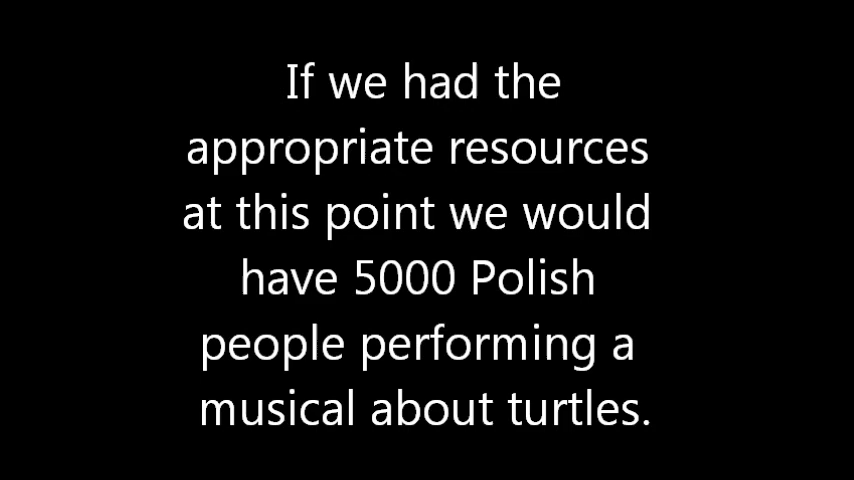 If we had the
appropriate resources
at this point we would
have 5000 Polish
people performing a
musical about turtles.